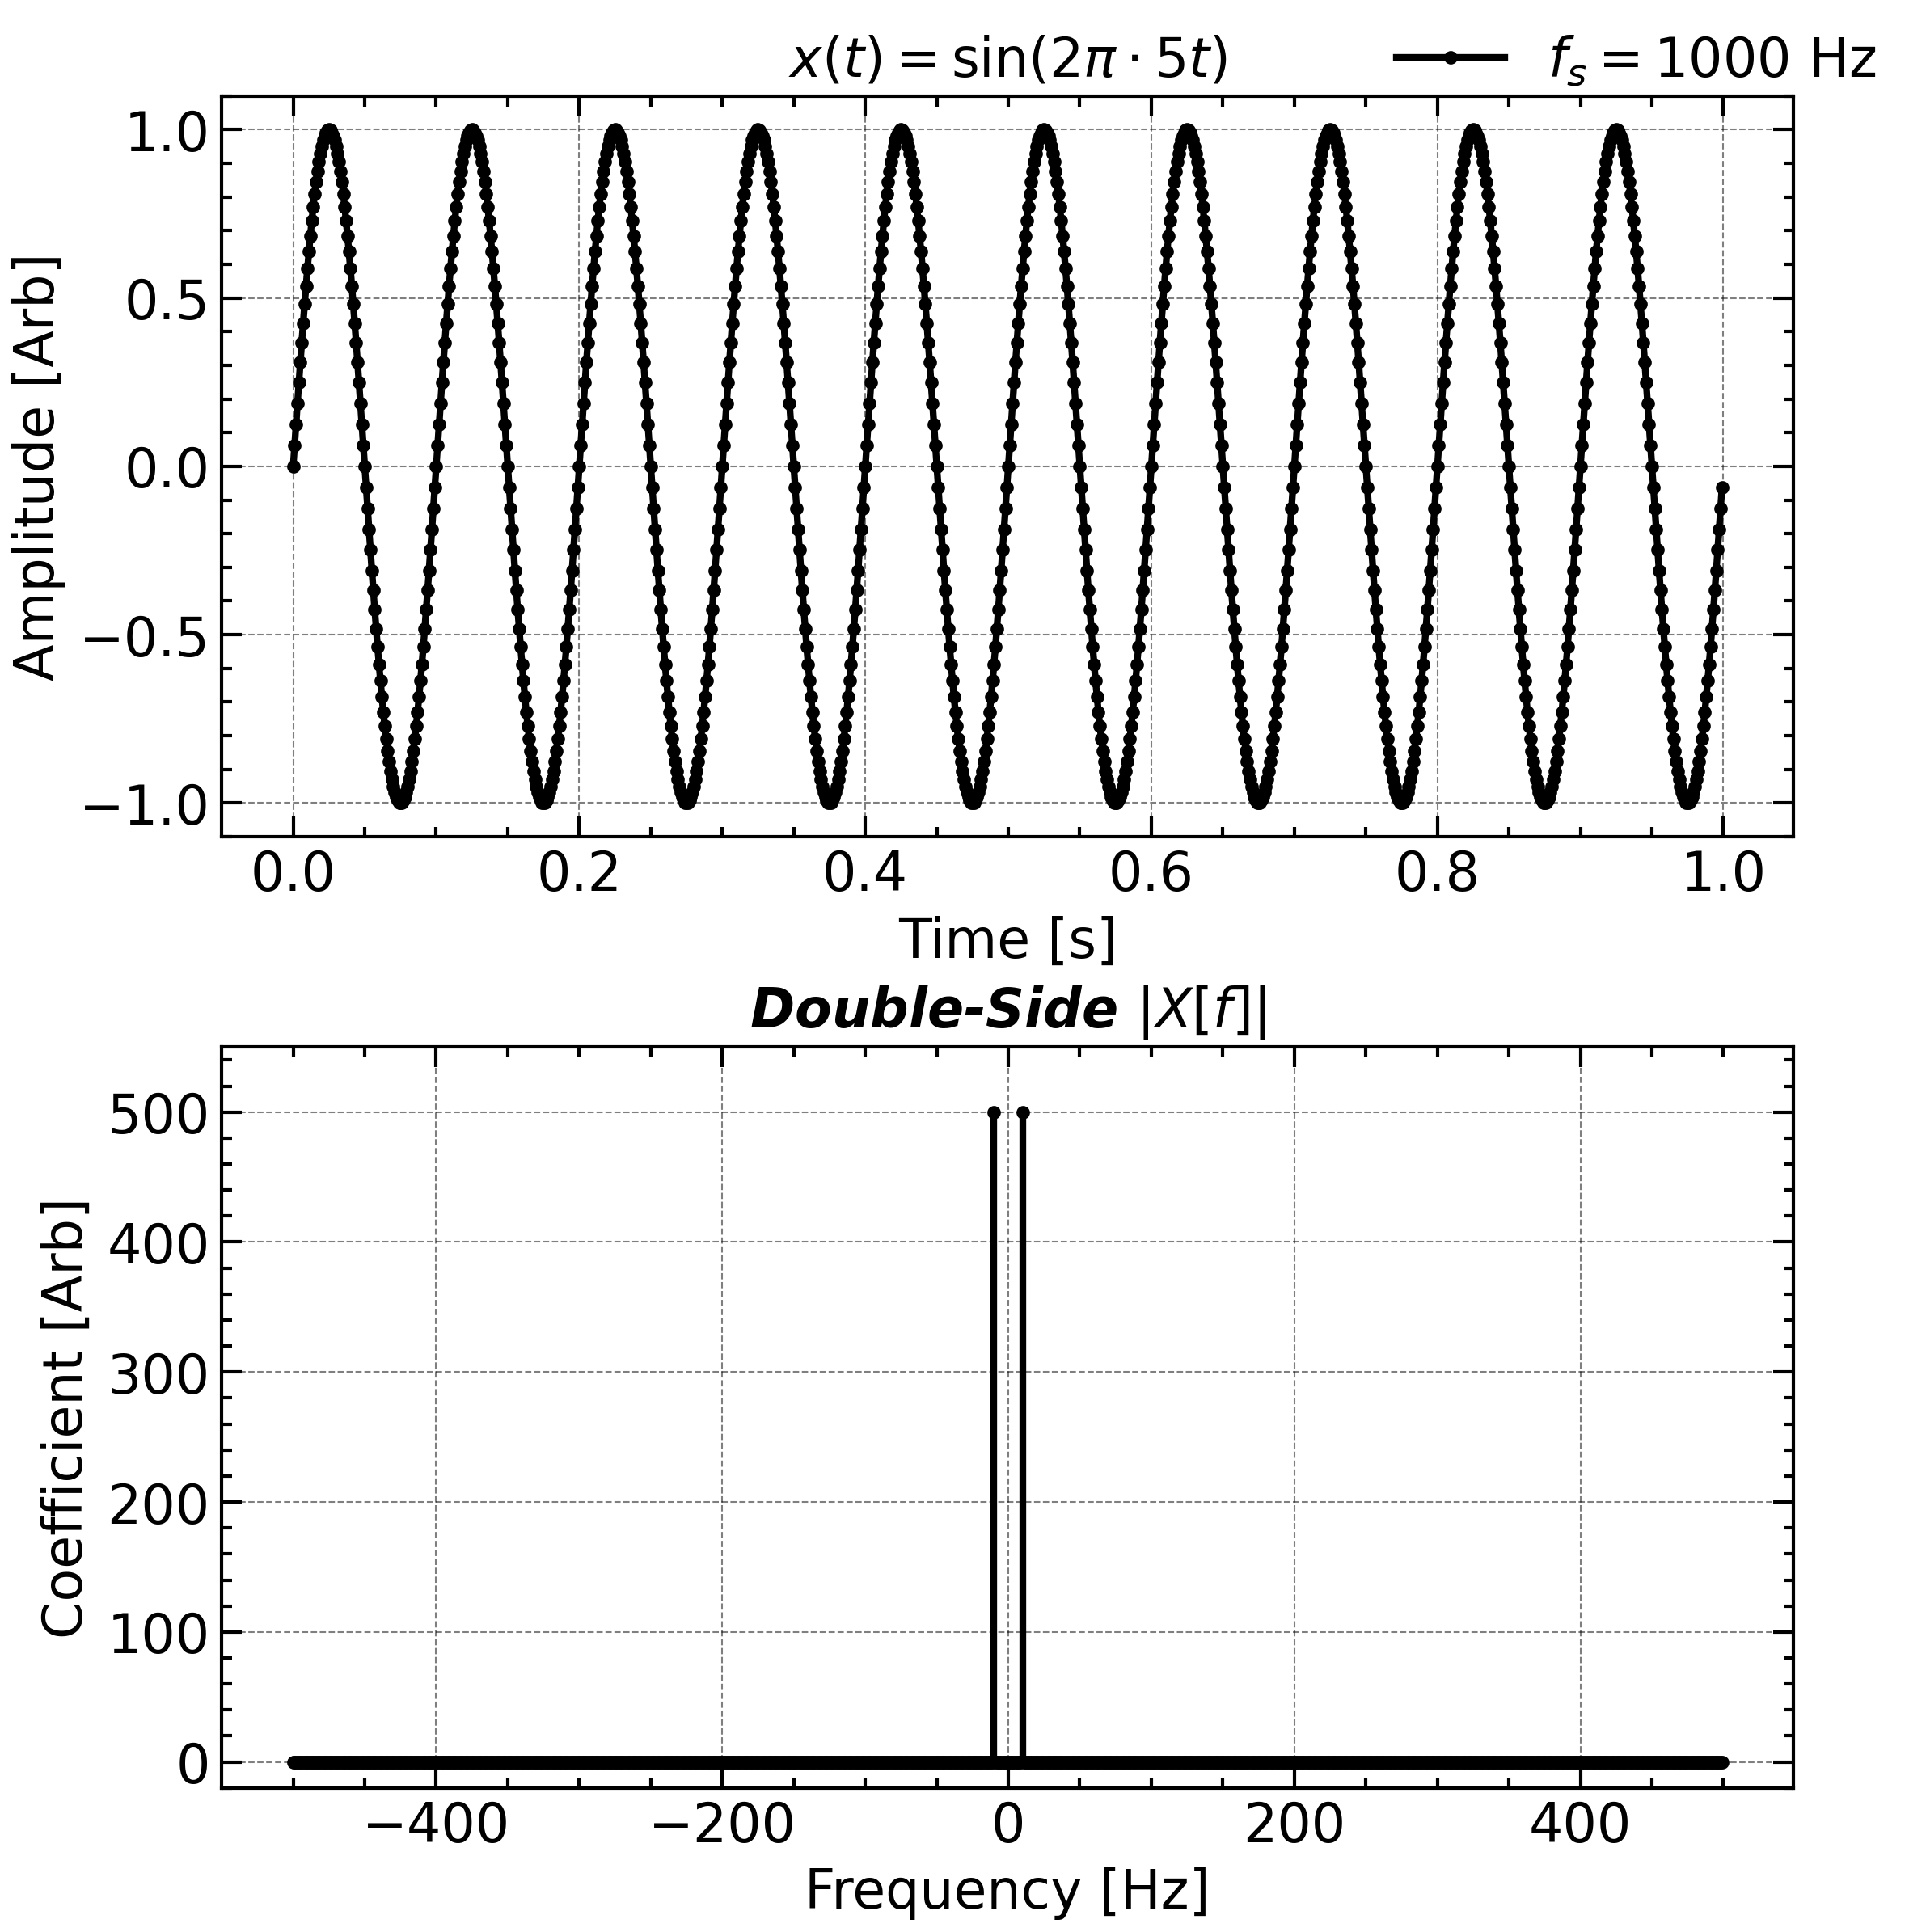 x(t) = sin(2π · 5t)
f_s = 1000 Hz
Amplitude [Arb]
1.0
0.5
0.0
−0.5
−1.0
0.0 0.2 0.4 0.6 0.8 1.0
Time [s]
Double-Side |X[f]|
Coefficient [Arb]
500
400
300
200
100
0
−400 −200 0 200 400
Frequency [Hz]